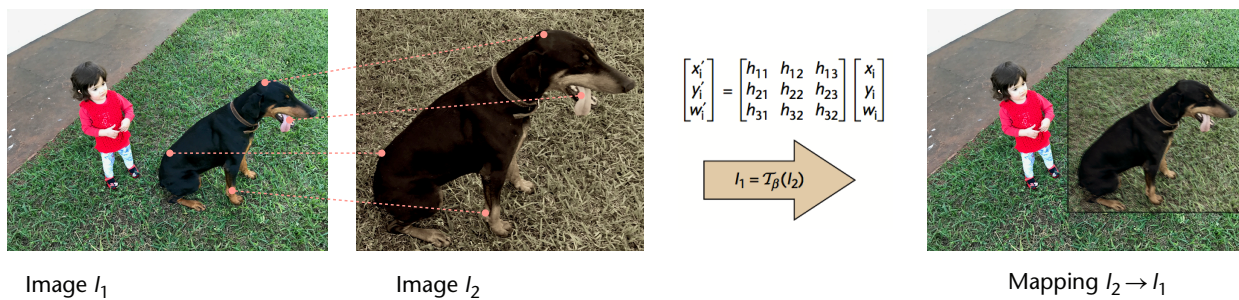 [x′i] = [h11 h12 h13] [xi]
[y′i] = [h21 h22 h23] [yi]
[w′i] = [h31 h32 h32] [wi]
I1 = 𝒯β(I2)
Image I1
Image I2
Mapping I2 → I1